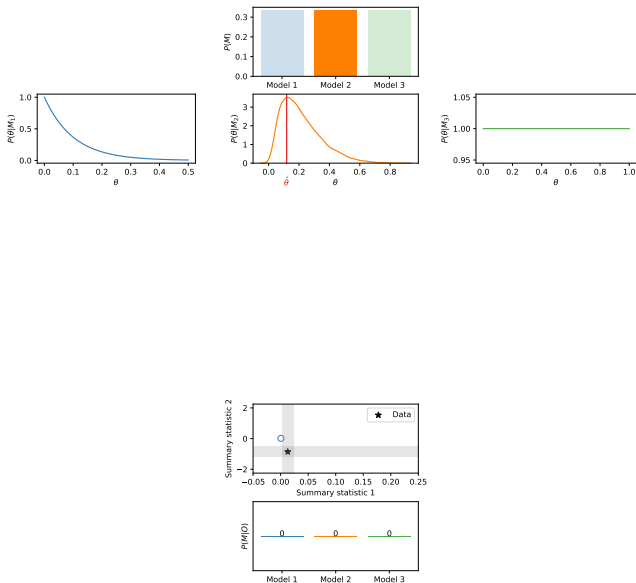 0.3
0.2
0.1
0.0
P(M)
Model 1 Model 2 Model 3
1.0
0.5
0.0
P(θ|M₁)
0.0 0.1 0.2 0.3 0.4 0.5
θ
3
2
1
0
P(θ|M₂)
0.0 0.2 0.4 0.6 0.8
θ̂ θ
1.05
1.00
0.95
P(θ|M₃)
0.0 0.2 0.4 0.6 0.8 1.0
θ
2
0
−2
Summary statistic 2
Data
−0.05 0.00 0.05 0.10 0.15 0.20 0.25
Summary statistic 1
P(M|O)
0 0 0
Model 1 Model 2 Model 3